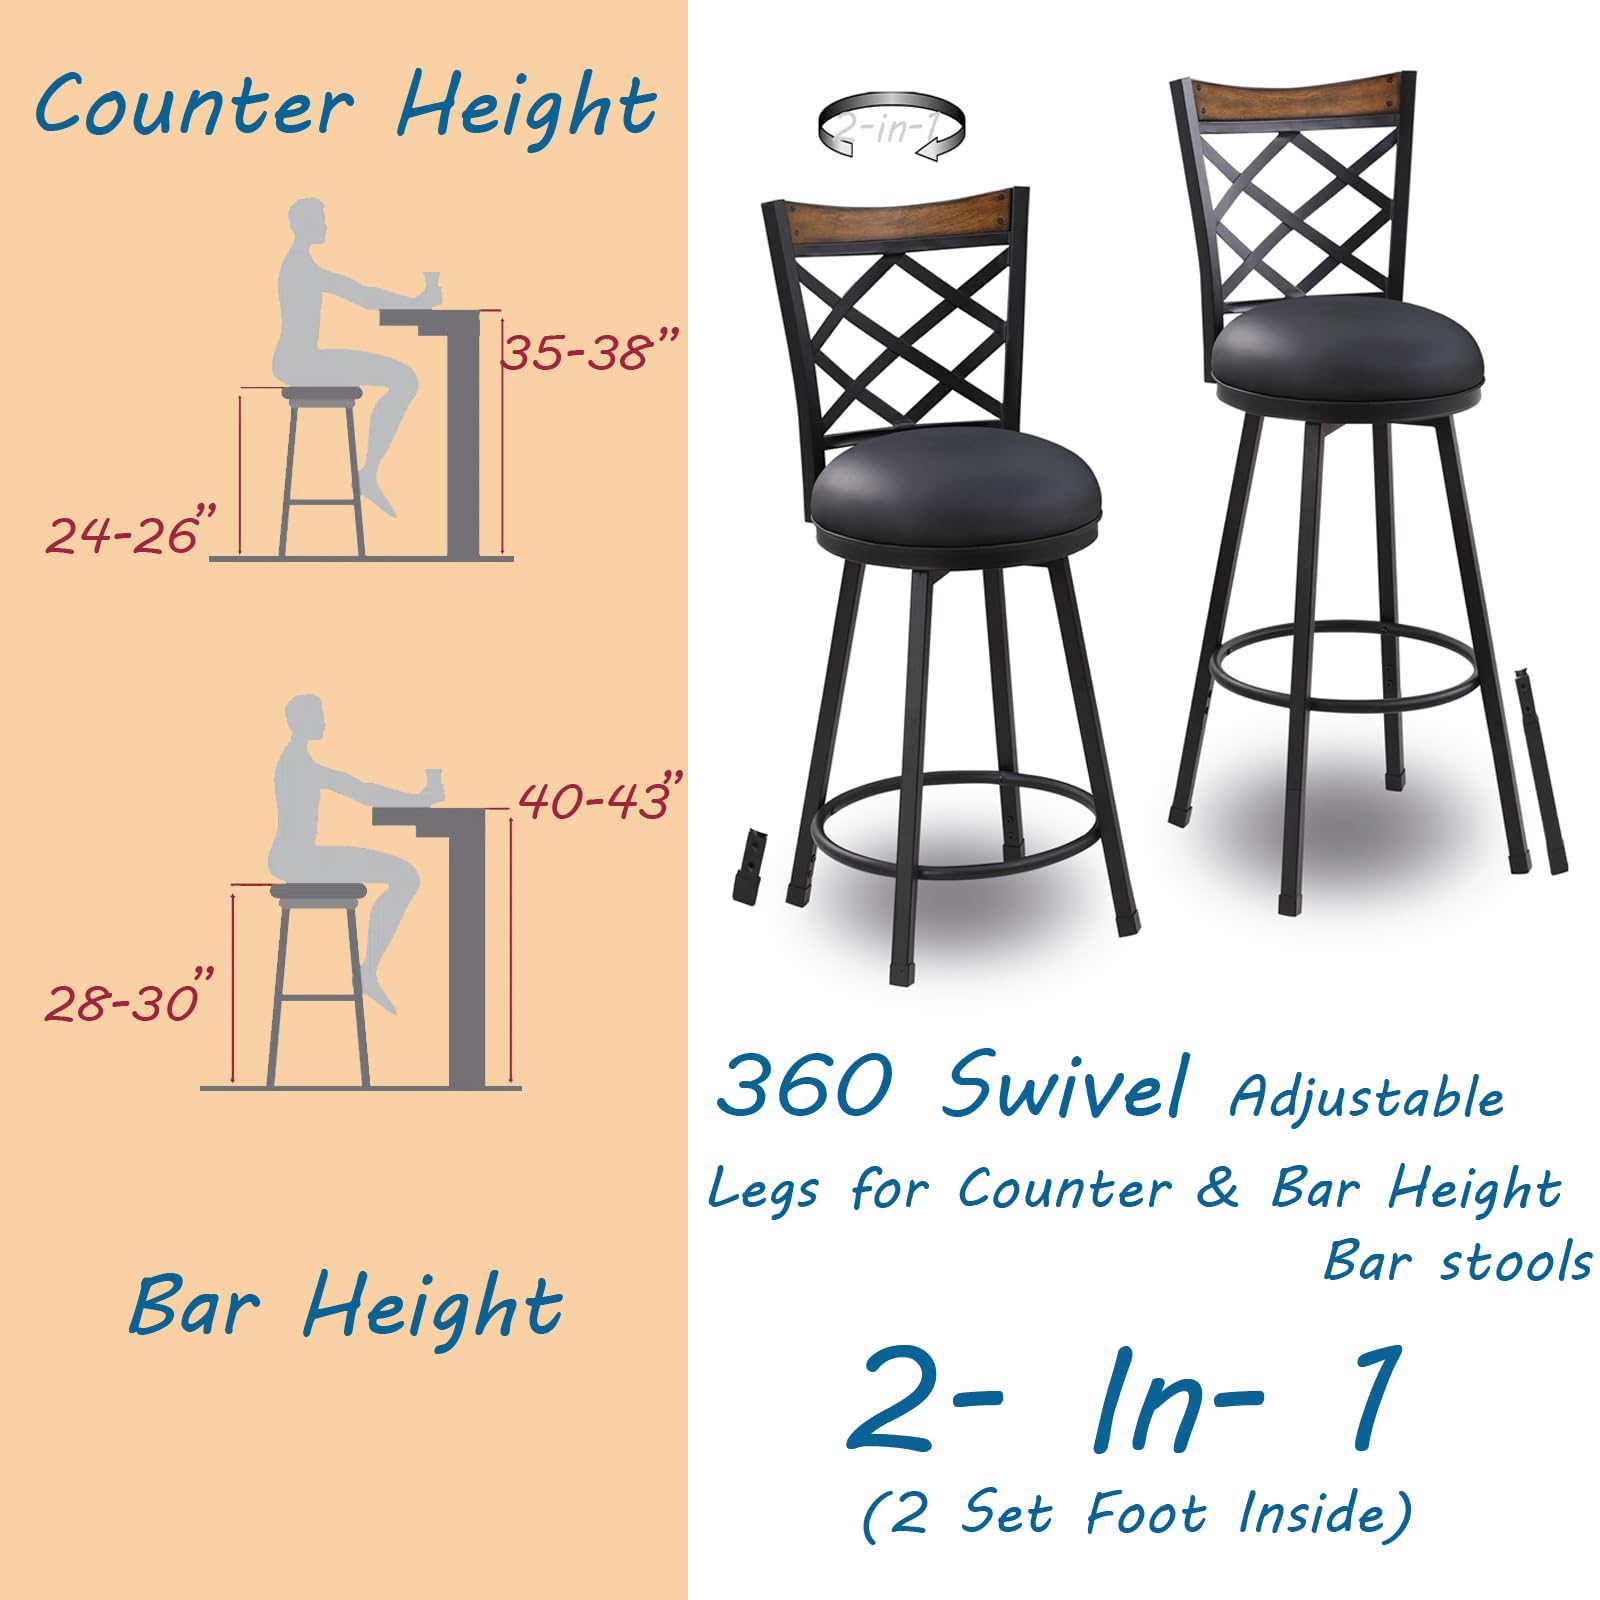 Counter Height
35-38”
24-26”
40-43”
28-30”
Bar Height
2-in-1
360 Swivel Adjustable
Legs for Counter & Bar Height
Bar stools
2- In- 1
(2 Set Foot Inside)